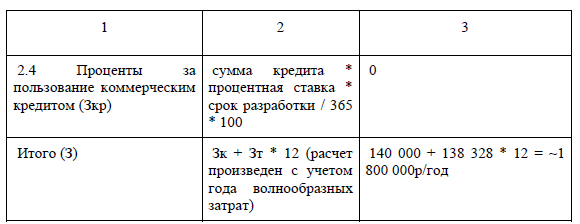 1 2 3
2.4 Проценты за
пользование коммерческим
кредитом (Зкр)
сумма кредита *
процентная ставка *
срок разработки / 365
* 100
0
Итого (З)
Зк + Зт * 12 (расчет
произведен с учетом
года волнообразных
затрат)
140 000 + 138 328 * 12 = ~1
800 000р/год